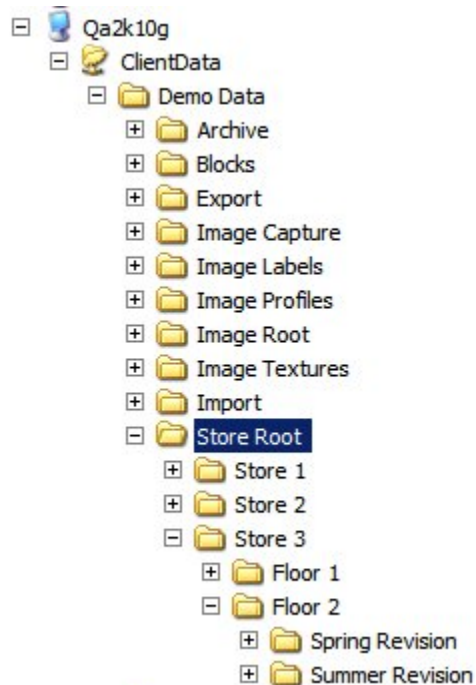 Qa2k10g
ClientData
Demo Data
Archive
Blocks
Export
Image Capture
Image Labels
Image Profiles
Image Root
Image Textures
Import
Store Root
Store 1
Store 2
Store 3
Floor 1
Floor 2
Spring Revision
Summer Revision